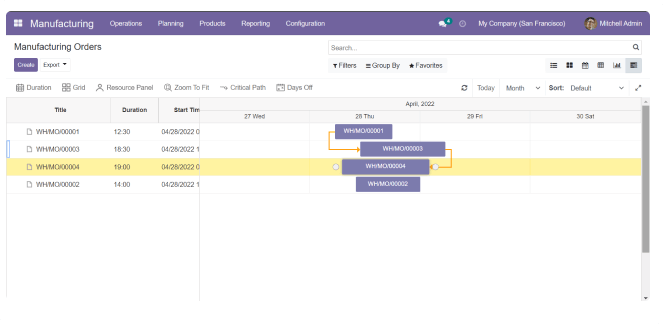 Manufacturing Operations Planning Products Reporting Configuration My Company (San Francisco) Mitchell Admin
Manufacturing Orders
Search...
Create Export
Filters Group By Favorites
Duration Grid Resource Panel Zoom To Fit Critical Path Days Off Today Month Sort: Default
Title Duration Start Tim
April, 2022
27 Wed 28 Thu 29 Fri 30 Sat
WH/MO/00001 12:30 04/28/2022 0 WH/MO/00001
WH/MO/00003 18:30 04/28/2022 1 WH/MO/00003
WH/MO/00004 19:00 04/28/2022 0 WH/MO/00004
WH/MO/00002 14:00 04/28/2022 1 WH/MO/00002